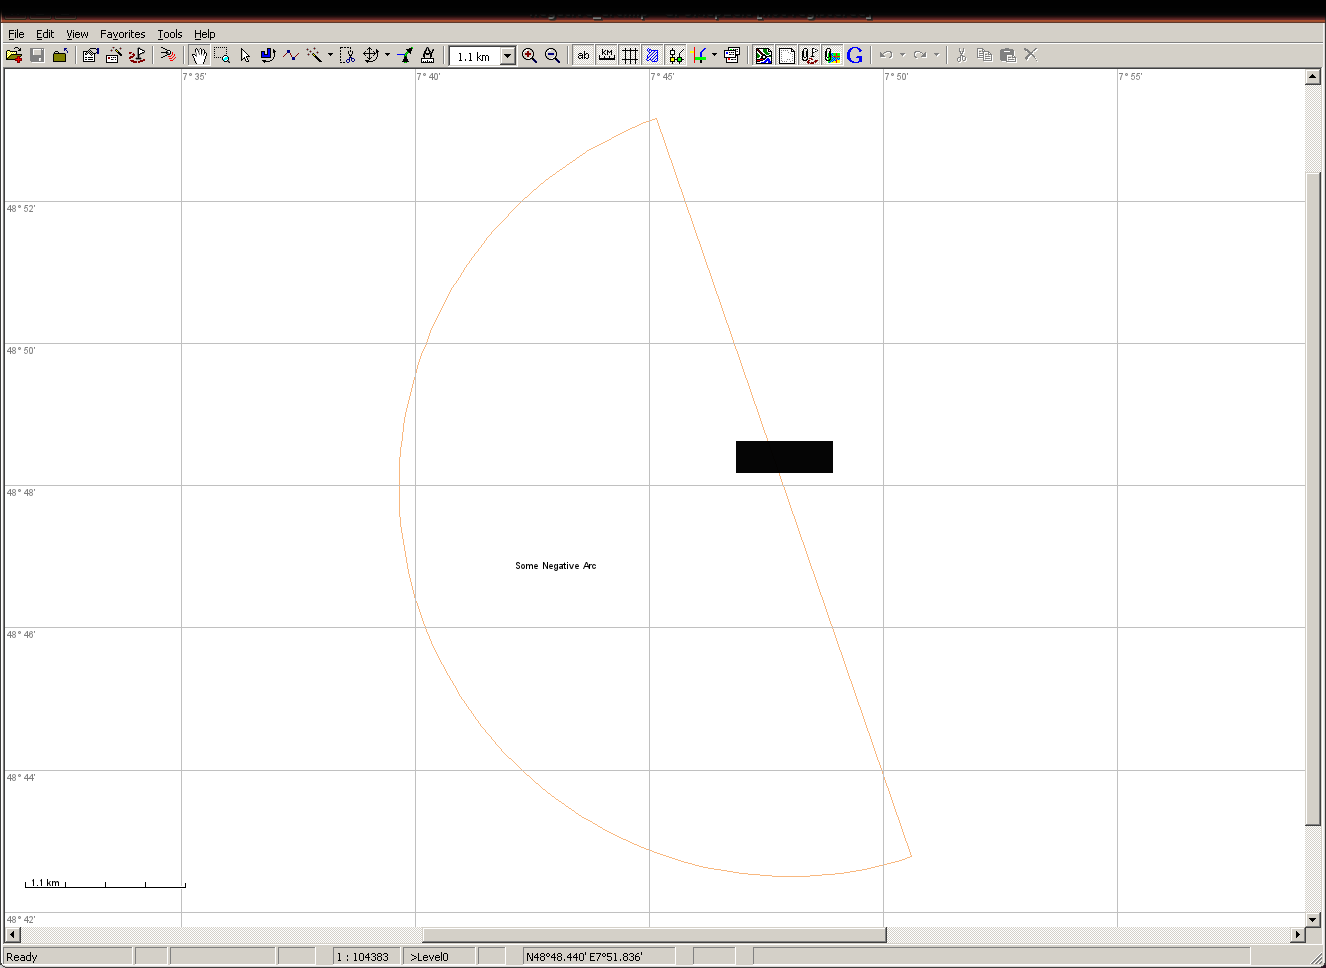 File Edit View Favorites Tools Help
1.1 km ab KM G
7° 35' 7° 40' 7° 45' 7° 50' 7° 55'
48° 52'
48° 50'
48° 48'
Some Negative Arc
48° 46'
48° 44'
1.1 km
48° 42'
Ready 1 : 104383 >Level0 N48°48.440' E7°51.836'